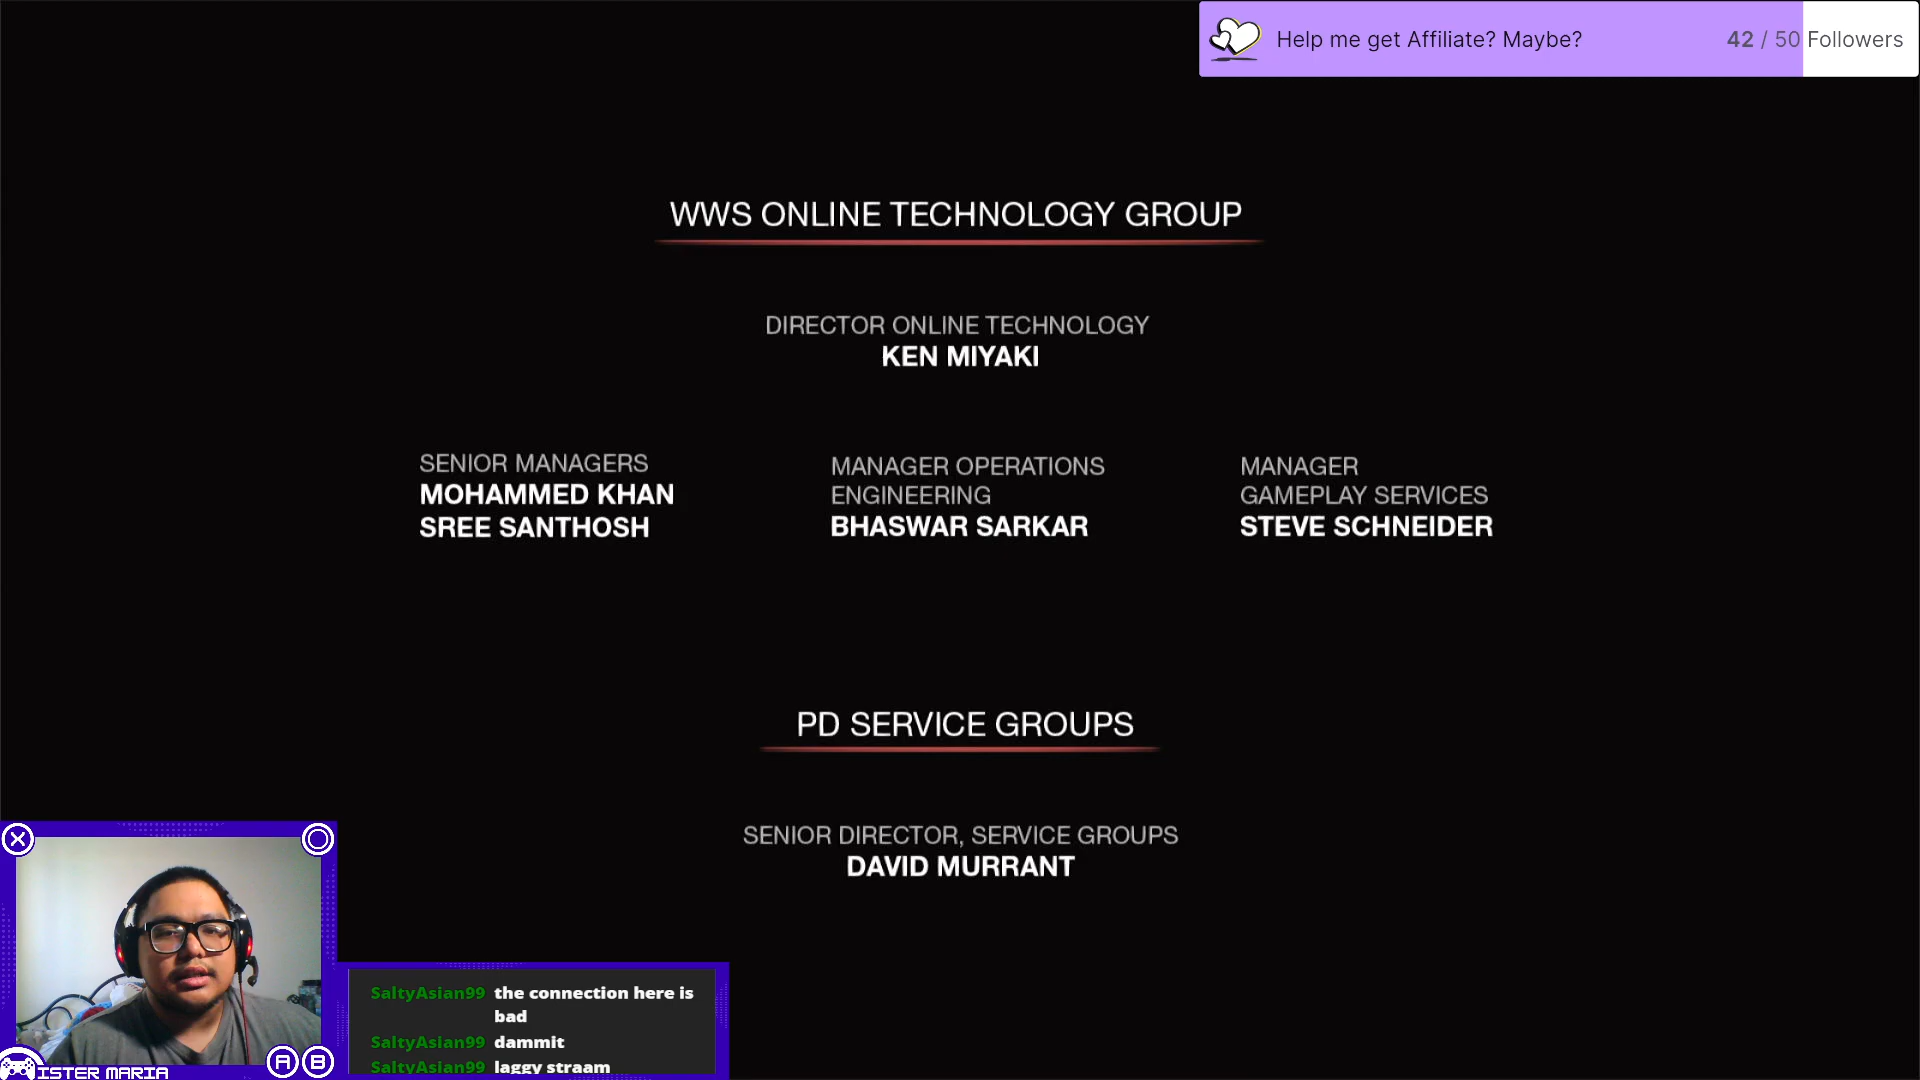 Help me get Affiliate? Maybe?
42 / 50 Followers
WWS ONLINE TECHNOLOGY GROUP
DIRECTOR ONLINE TECHNOLOGY
KEN MIYAKI
SENIOR MANAGERS
MOHAMMED KHAN
SREE SANTHOSH
MANAGER OPERATIONS
ENGINEERING
BHASWAR SARKAR
MANAGER
GAMEPLAY SERVICES
STEVE SCHNEIDER
PD SERVICE GROUPS
SENIOR DIRECTOR, SERVICE GROUPS
DAVID MURRANT
A B
ISTER MARIA
SaltyAsian99 the connection here is
bad
SaltyAsian99 dammit
SaltyAsian99 laggy straam